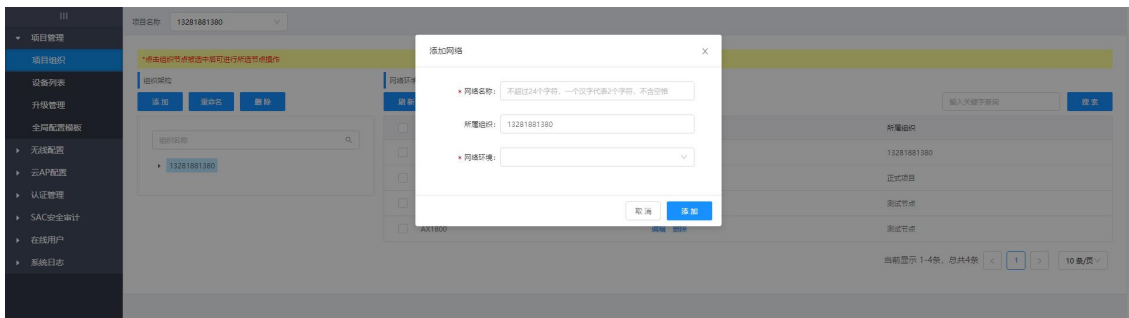 项目名称 13281881380
项目管理
项目组织
设备列表
升级管理
全局配置模板
无线配置
云AP配置
认证管理
SAC安全审计
在线用户
系统日志
*点击组织节点被选中后可进行所选节点操作
组织架构
添 加 重命名 删 除
组织名称
13281881380
网络环
刷 新
输入关键字查询 搜 索
所属组织
13281881380
正式项目
测试节点
AX1800 编辑 删除 测试节点
当前显示 1-4条, 总共4条 < 1 > 10 条/页
添加网络 ×
* 网络名称: 不超过24个字符, 一个汉字代表2个字符, 不含空格
所属组织: 13281881380
* 网络环境:
取 消 添 加